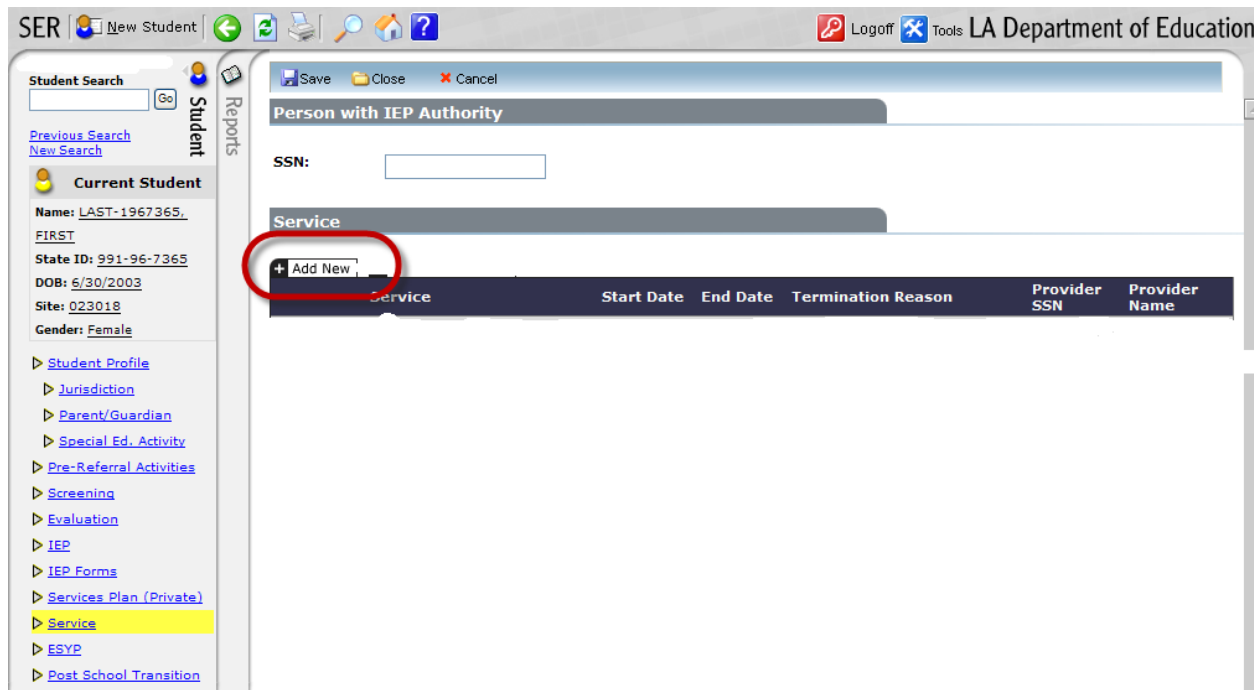 SER New Student ? Logoff Tools LA Department of Education
Student Search
Go
Previous Search
New Search
Student
Reports
Current Student
Name: LAST-1967365,
FIRST
State ID: 991-96-7365
DOB: 6/30/2003
Site: 023018
Gender: Female
Student Profile
Jurisdiction
Parent/Guardian
Special Ed. Activity
Pre-Referral Activities
Screening
Evaluation
IEP
IEP Forms
Services Plan (Private)
Service
ESYP
Post School Transition
Save Close Cancel
Person with IEP Authority
SSN:
Service
+ Add New
Service Start Date End Date Termination Reason Provider SSN Provider Name